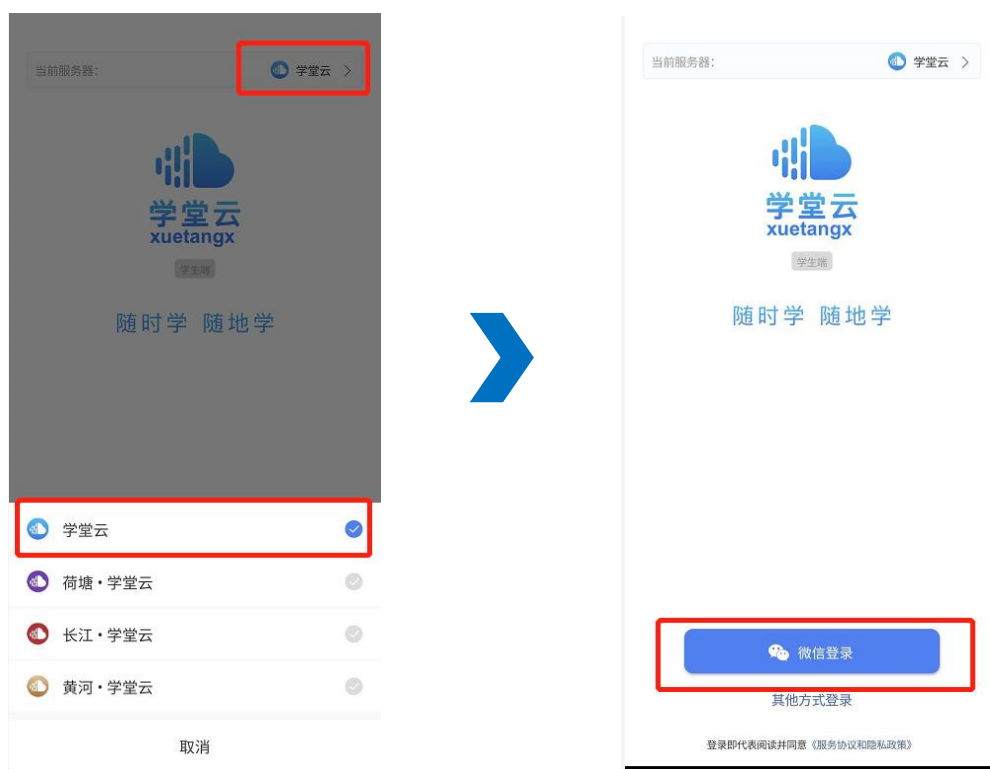 当前服务器：
学堂云
学堂云
xuetangx
学生端
随时学 随地学
学堂云
荷塘·学堂云
长江·学堂云
黄河·学堂云
取消
当前服务器：
学堂云
学堂云
xuetangx
学生端
随时学 随地学
微信登录
其他方式登录
登录即代表阅读并同意《服务协议和隐私政策》